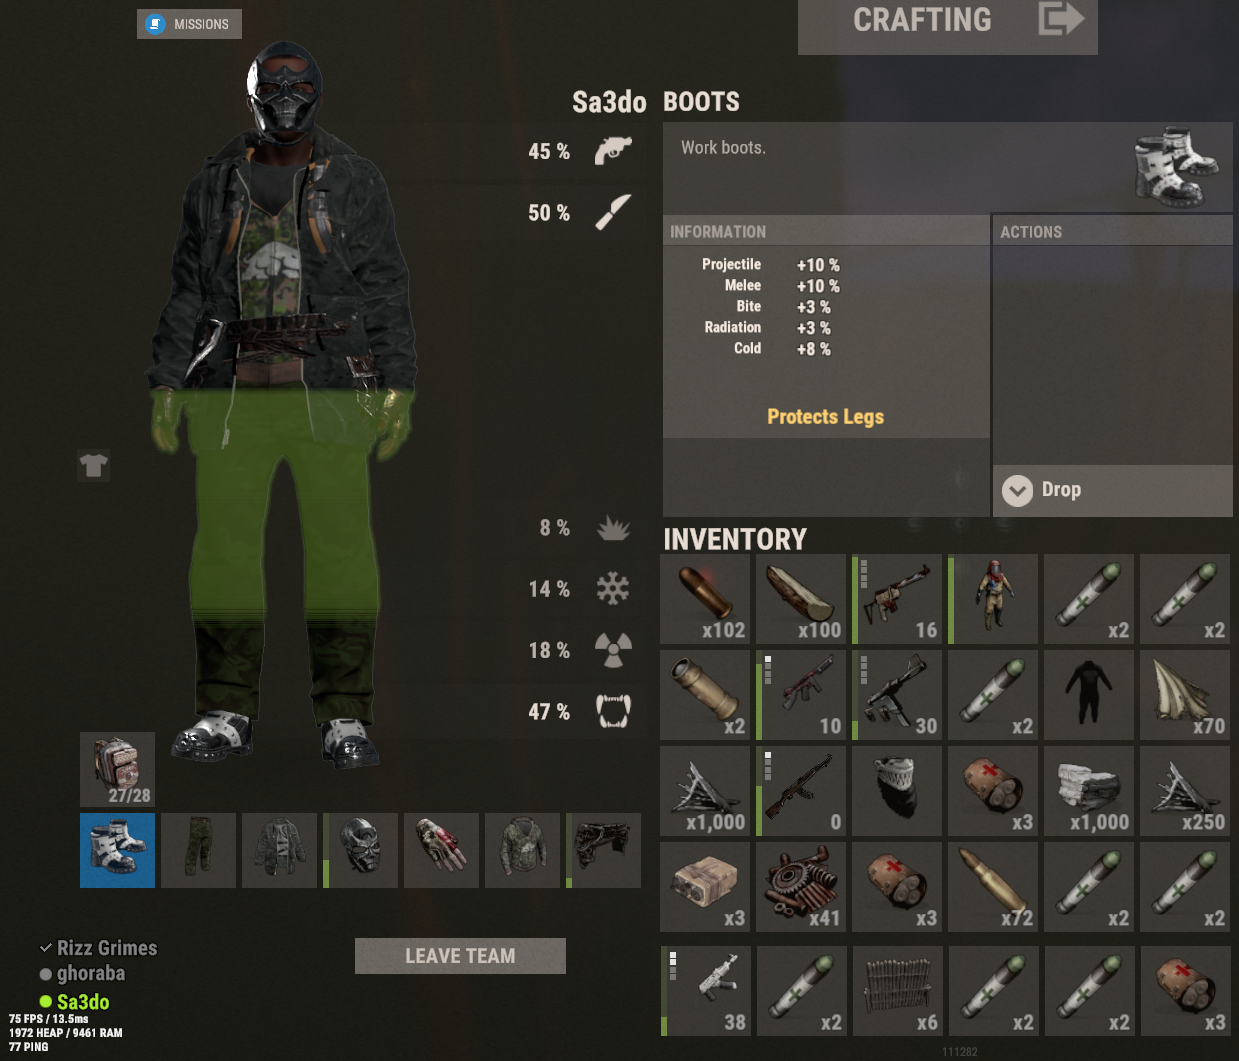 MISSIONS
CRAFTING
Sa3do
BOOTS
45 %
50 %
Work boots.
INFORMATION
ACTIONS
Projectile +10 %
Melee +10 %
Bite +3 %
Radiation +3 %
Cold +8 %
Protects Legs
Drop
8 %
14 %
18 %
47 %
INVENTORY
x102 x100 16 x2 x2
x2 10 30 x2 x70
x1,000 0 x3 x1,000 x250
x3 x41 x3 x72 x2 x2
38 x2 x6 x2 x2 x3
27/28
LEAVE TEAM
Rizz Grimes
ghoraba
Sa3do
75 FPS / 13.5ms
1972 HEAP / 9461 RAM
77 PING
111282